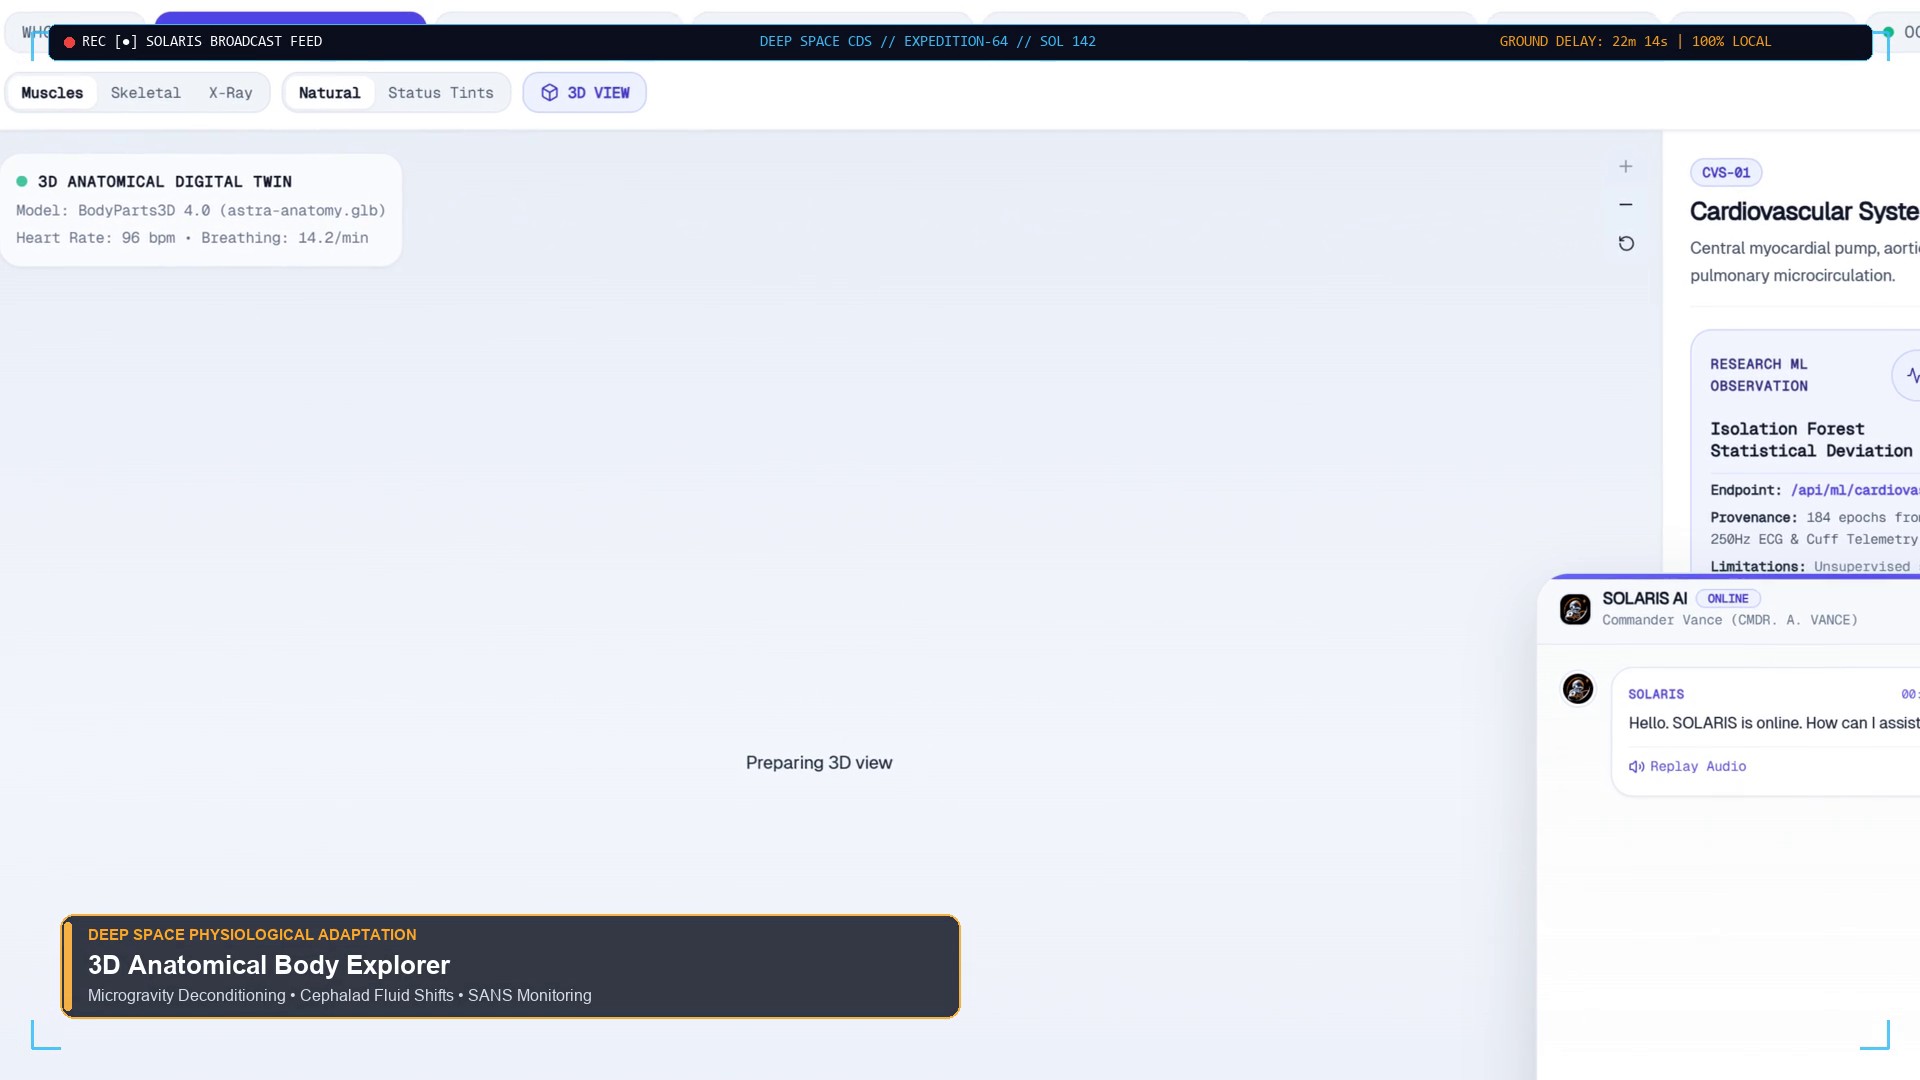 REC [●] SOLARIS BROADCAST FEED
DEEP SPACE CDS // EXPEDITION-64 // SOL 142
GROUND DELAY: 22m 14s | 100% LOCAL
Muscles
Skeletal
X-Ray
Natural
Status Tints
3D VIEW
3D ANATOMICAL DIGITAL TWIN
Model: BodyParts3D 4.0 (astra-anatomy.glb)
Heart Rate: 96 bpm • Breathing: 14.2/min
CVS-01
Cardiovascular Syste
Central myocardial pump, aorti
pulmonary microcirculation.
RESEARCH ML
OBSERVATION
Isolation Forest
Statistical Deviation
Endpoint: /api/ml/cardiova
Provenance: 184 epochs from
250Hz ECG & Cuff Telemetry
Limitations: Unsupervised
SOLARIS AI
ONLINE
Commander Vance (CMDR. A. VANCE)
SOLARIS
00:
Hello. SOLARIS is online. How can I assist
Replay Audio
Preparing 3D view
DEEP SPACE PHYSIOLOGICAL ADAPTATION
3D Anatomical Body Explorer
Microgravity Deconditioning • Cephalad Fluid Shifts • SANS Monitoring